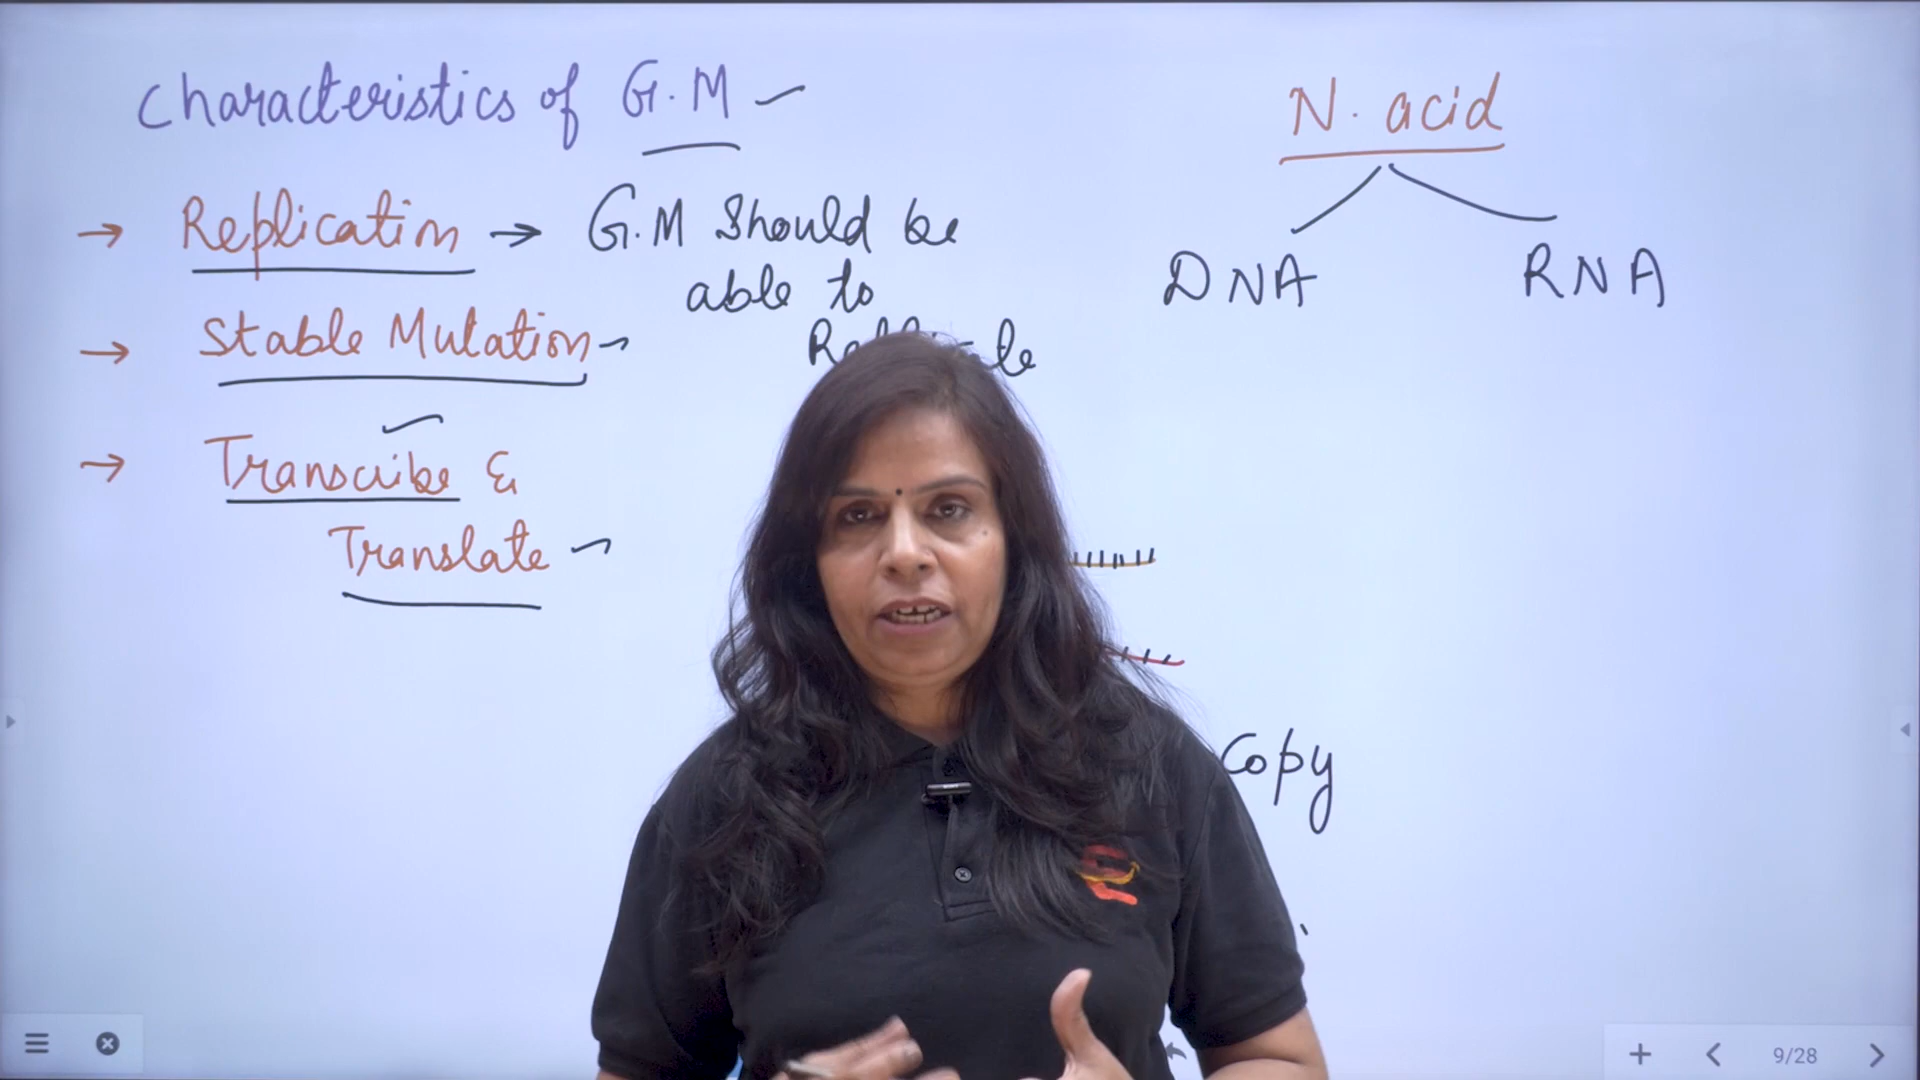 Characteristics of G.M
→ Replication → G.M Should be
able to
→ Stable Mutation
→ Transcribe &
Translate
N. acid
DNA RNA
Copy
9/28